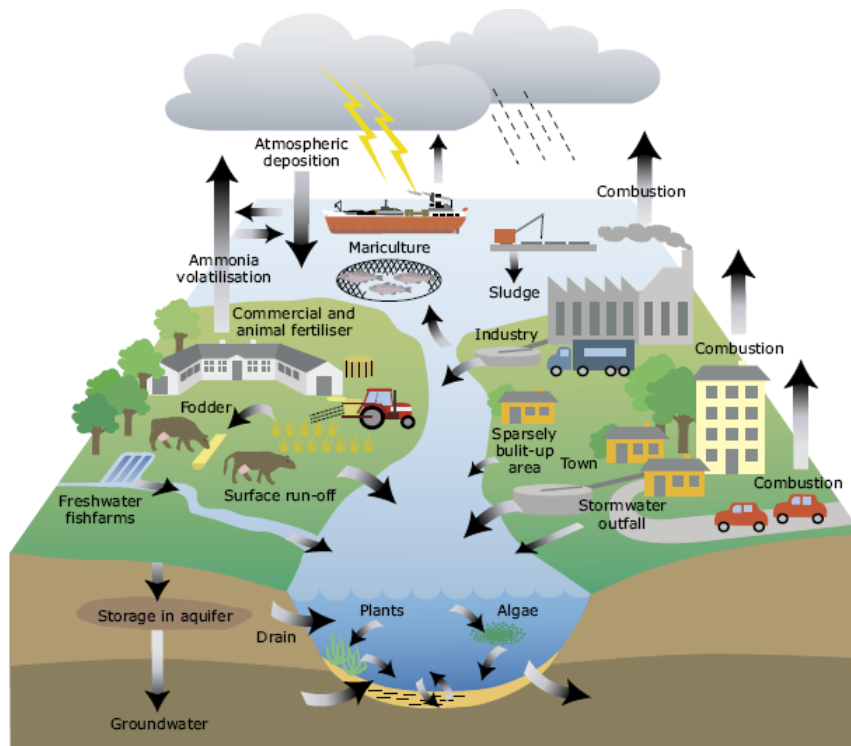 Atmospheric
deposition
Combustion
Ammonia
volatilisation
Mariculture
Sludge
Commercial and
animal fertiliser
Industry
Combustion
Fodder
Sparsely
bulit-up
area
Town
Combustion
Freshwater
fishfarms
Surface run-off
Stormwater
outfall
Storage in aquifer
Drain
Plants
Algae
Groundwater